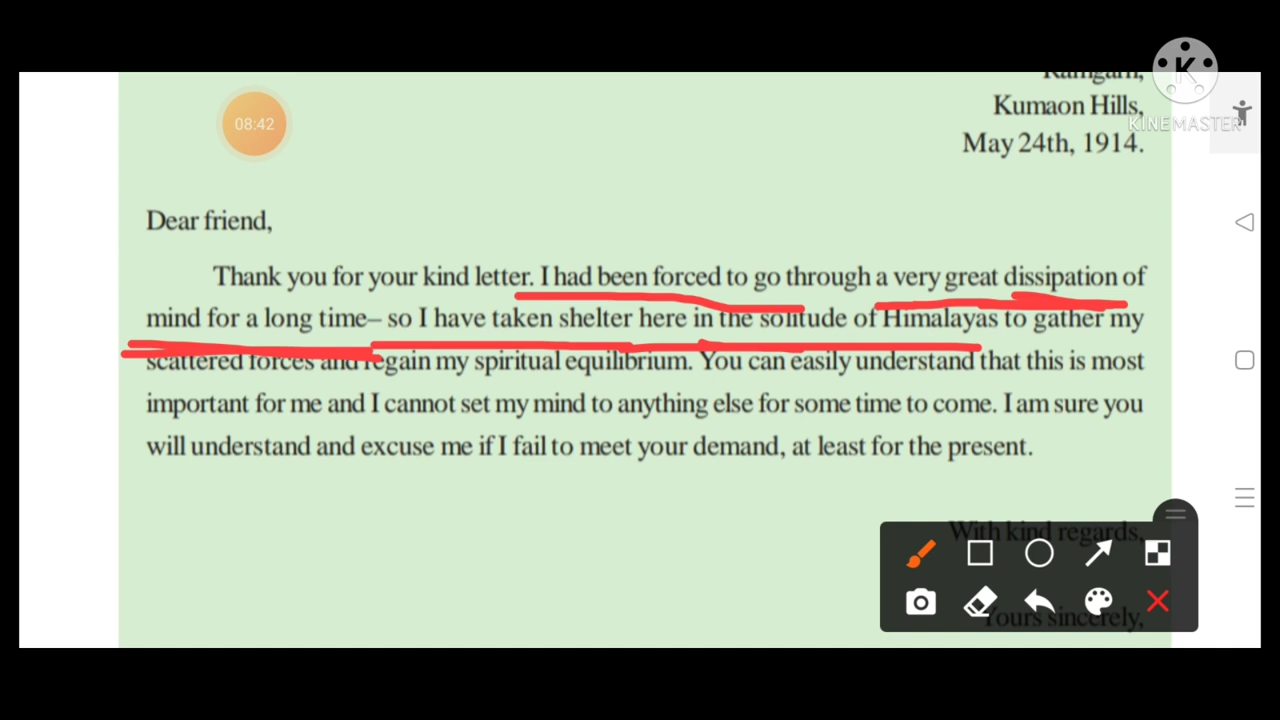 Ramgarh,
KINEMASTER
08:42
Kumaon Hills,
May 24th, 1914.
Dear friend,
Thank you for your kind letter. I had been forced to go through a very great dissipation of
mind for a long time– so I have taken shelter here in the solitude of Himalayas to gather my
scattered forces and regain my spiritual equilibrium. You can easily understand that this is most
important for me and I cannot set my mind to anything else for some time to come. I am sure you
will understand and excuse me if I fail to meet your demand, at least for the present.
With kind regards,
Yours sincerely,